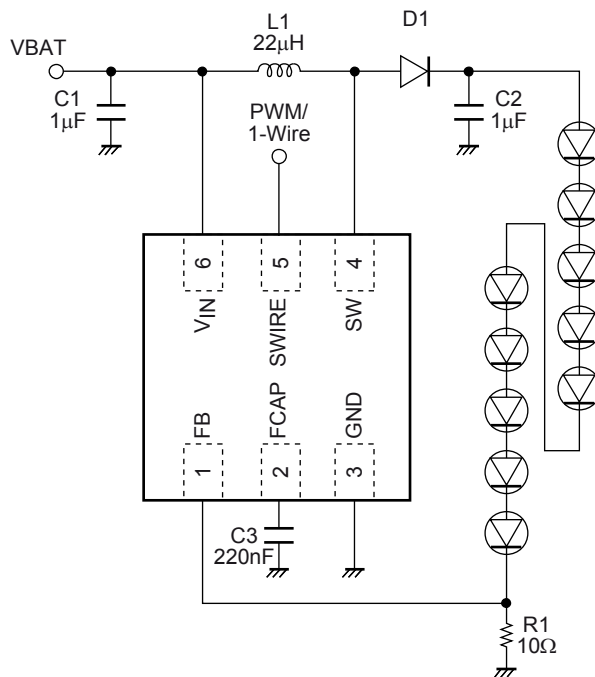 L1
22μH
D1
VBAT
C1
1μF
PWM/
1-Wire
C2
1μF
6
5
4
VIN
SWIRE
SW
FB
FCAP
GND
1
2
3
C3
220nF
R1
10Ω